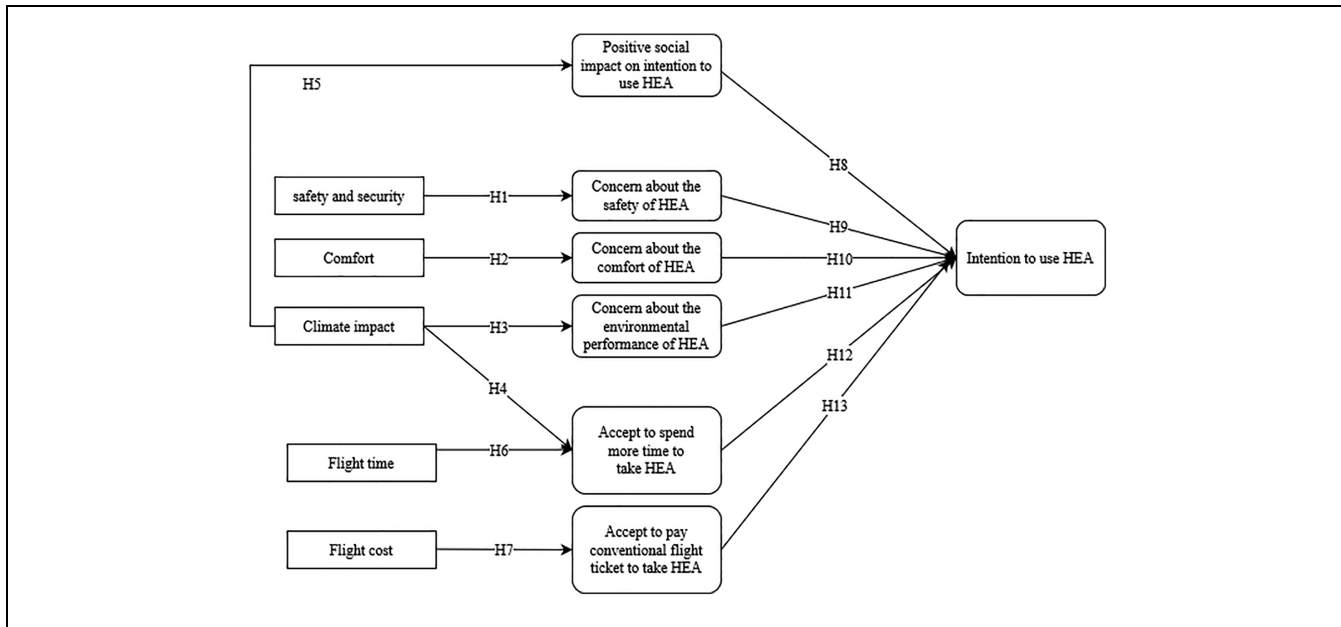 Positive social
impact on intention to
use HEA
H5
H8
safety and security
H1
Concern about the
safety of HEA
H9
Comfort
H2
Concern about the
comfort of HEA
H10
Intention to use HEA
Climate impact
H3
Concern about the
environmental
performance of HEA
H11
H4
H12
H13
Flight time
H6
Accept to spend
more time to
take HEA
Flight cost
H7
Accept to pay
conventional flight
ticket to take HEA